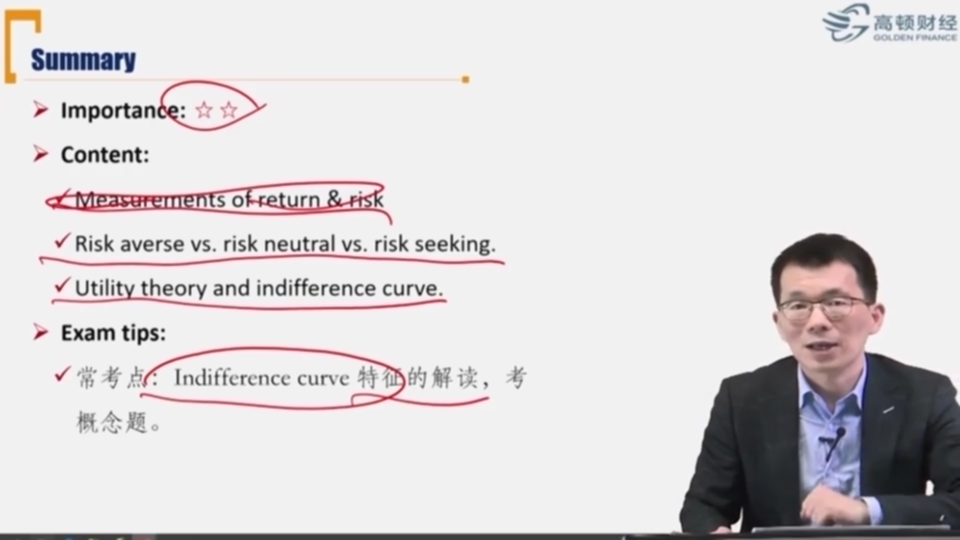 高顿财经
GOLDEN FINANCE
Summary
Importance: ☆☆
Content:
Measurements of return & risk
Risk averse vs. risk neutral vs. risk seeking.
Utility theory and indifference curve.
Exam tips:
常考点：Indifference curve 特征的解读，考
概念题。